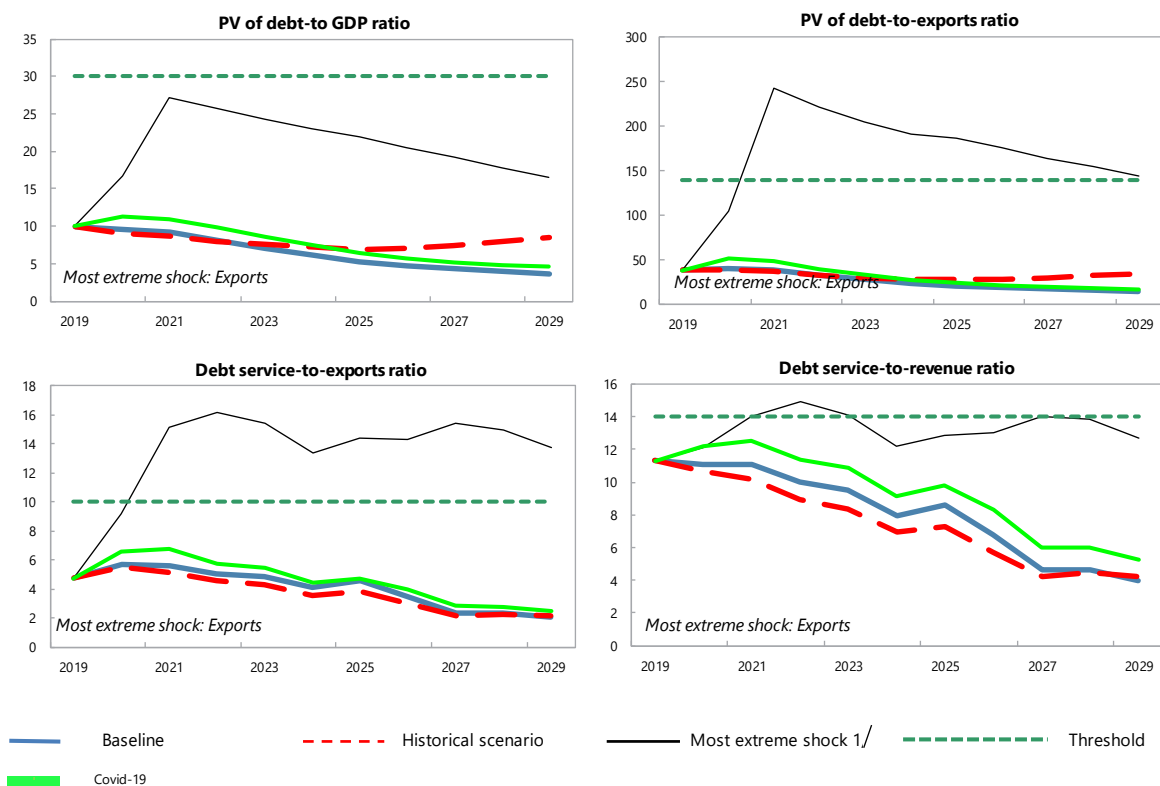 PV of debt-to GDP ratio
35
30
25
20
15
10
5
0
Most extreme shock: Exports
2019 2021 2023 2025 2027 2029
PV of debt-to-exports ratio
300
250
200
150
100
50
0
Most extreme shock: Exports
2019 2021 2023 2025 2027 2029
Debt service-to-exports ratio
18
16
14
12
10
8
6
4
2
0
Most extreme shock: Exports
2019 2021 2023 2025 2027 2029
Debt service-to-revenue ratio
16
14
12
10
8
6
4
2
0
Most extreme shock: Exports
2019 2021 2023 2025 2027 2029
Baseline Historical scenario Most extreme shock 1/ Threshold
Covid-19